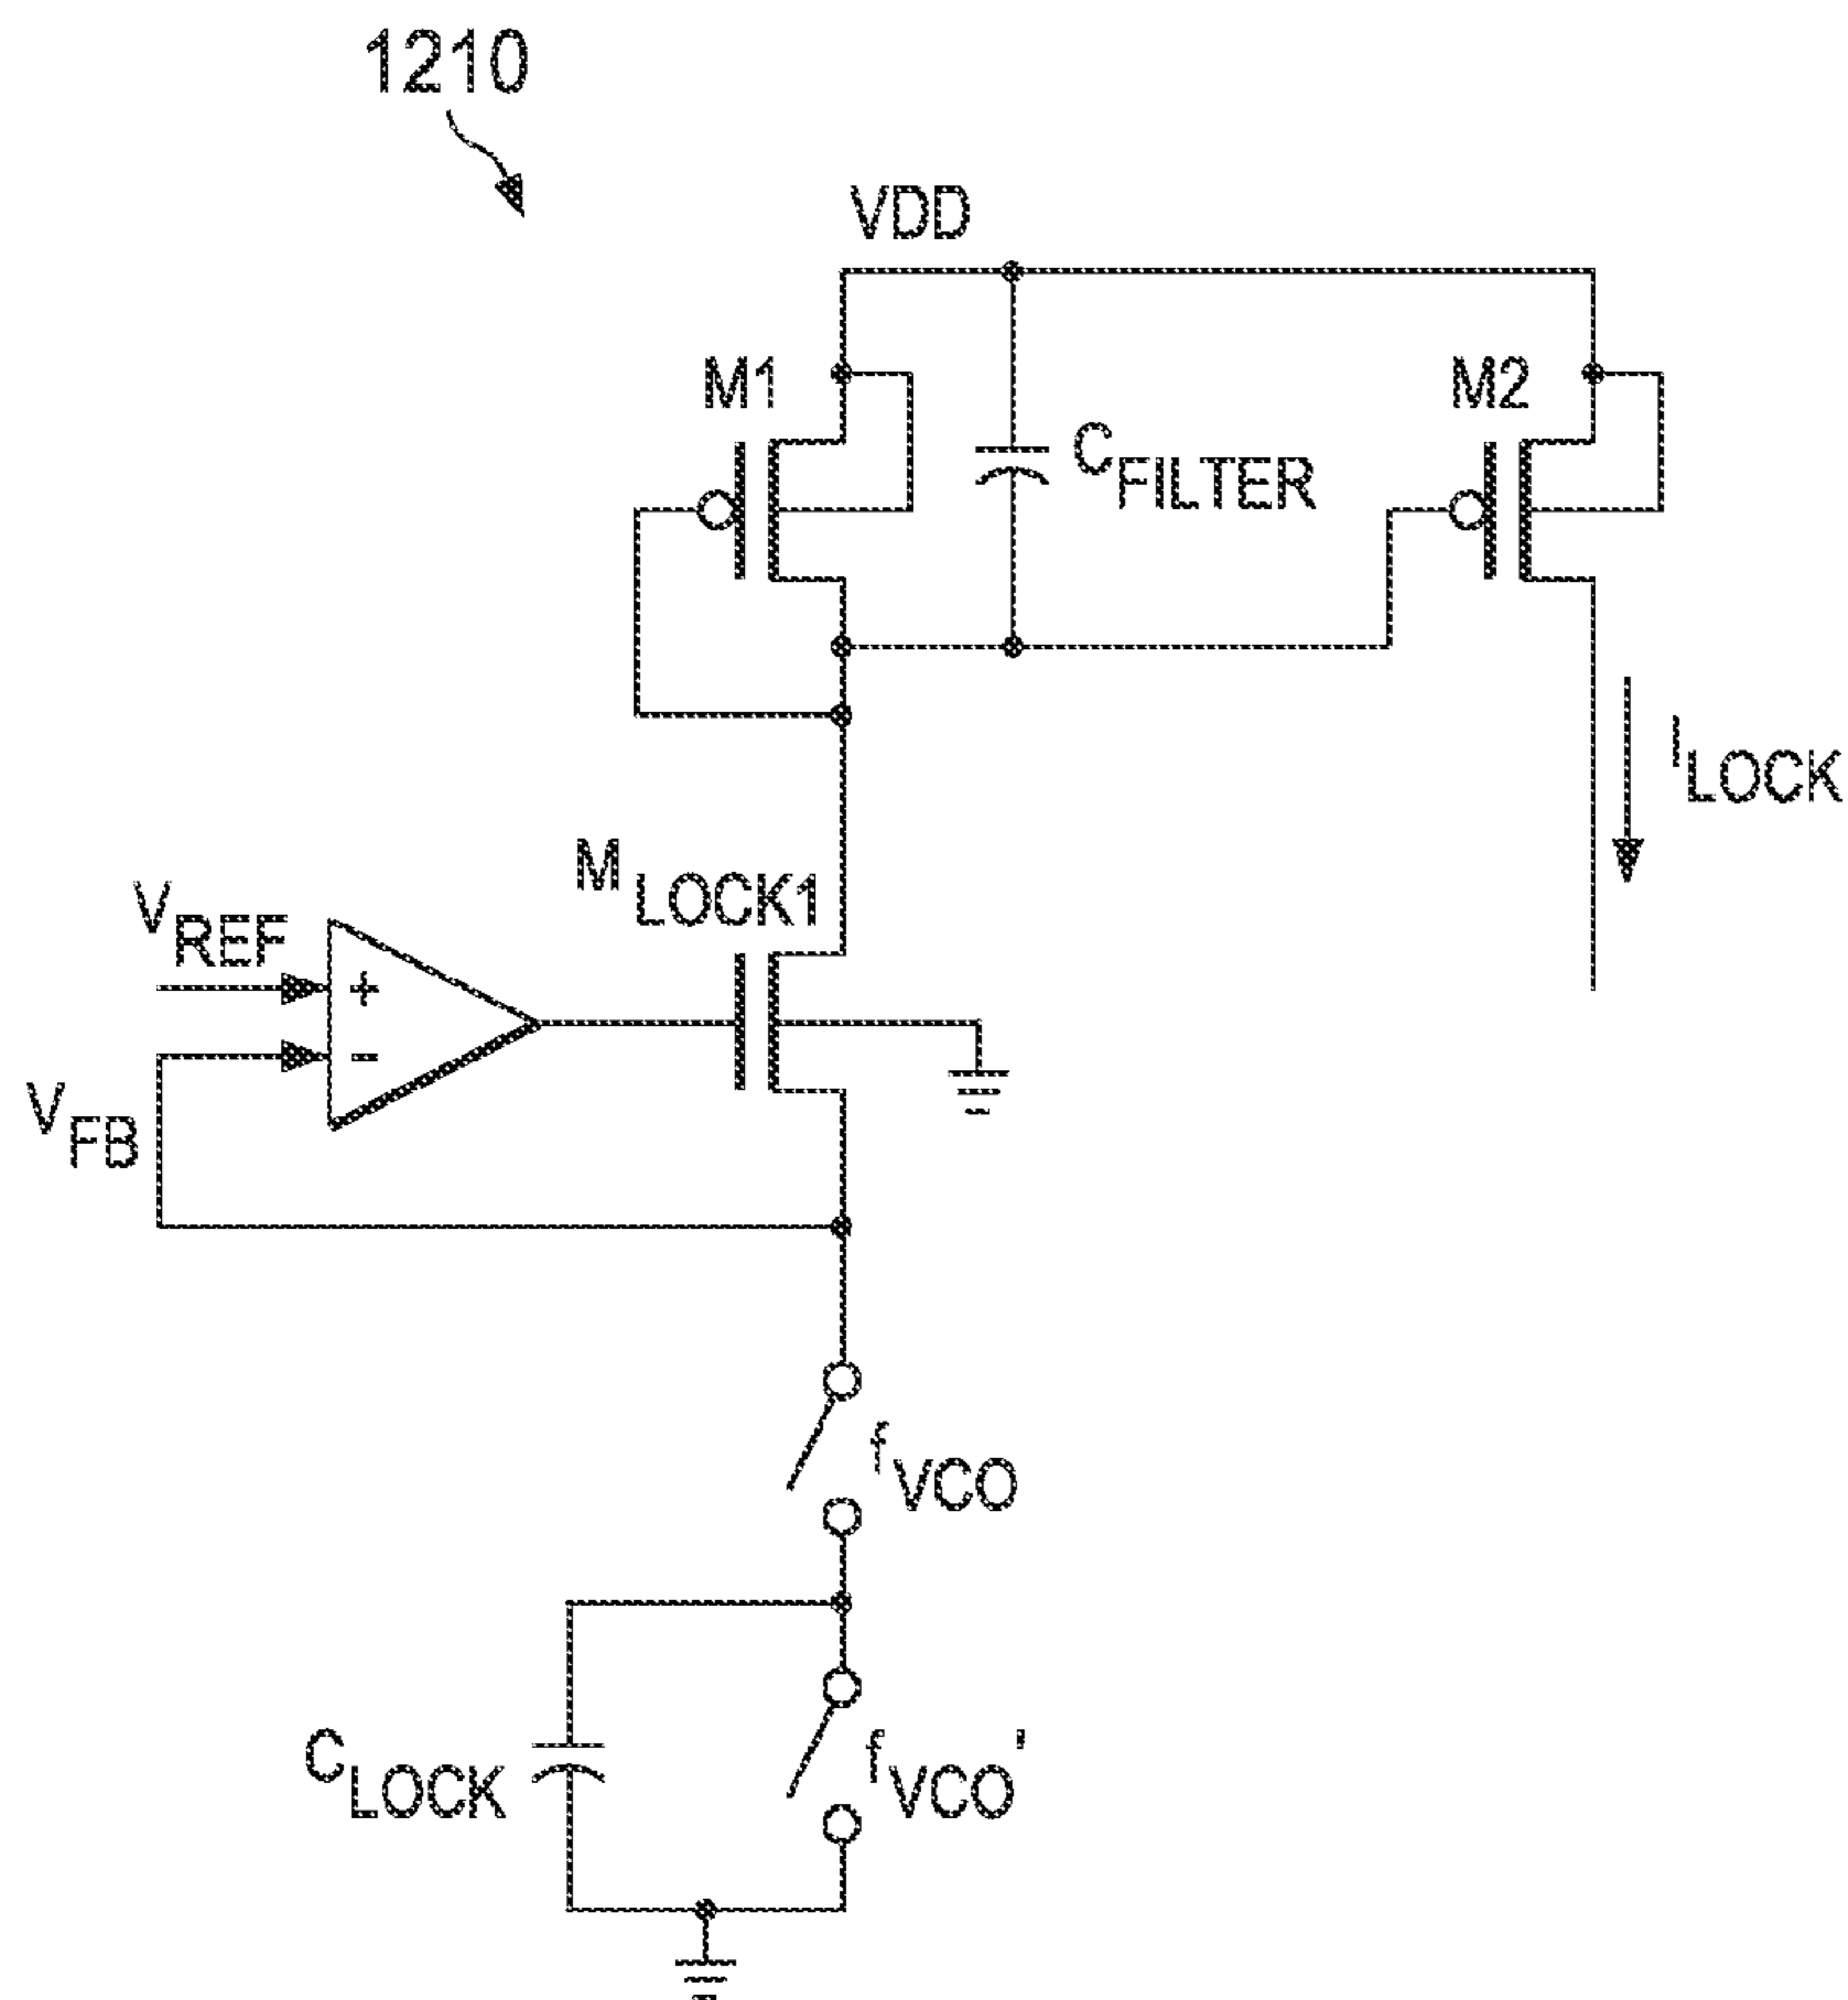 1210
VDD
M1
M2
CFILTER
ILOCK
MLOCK1
VREF
+
-
VFB
fVCO
CLOCK
fVCO'